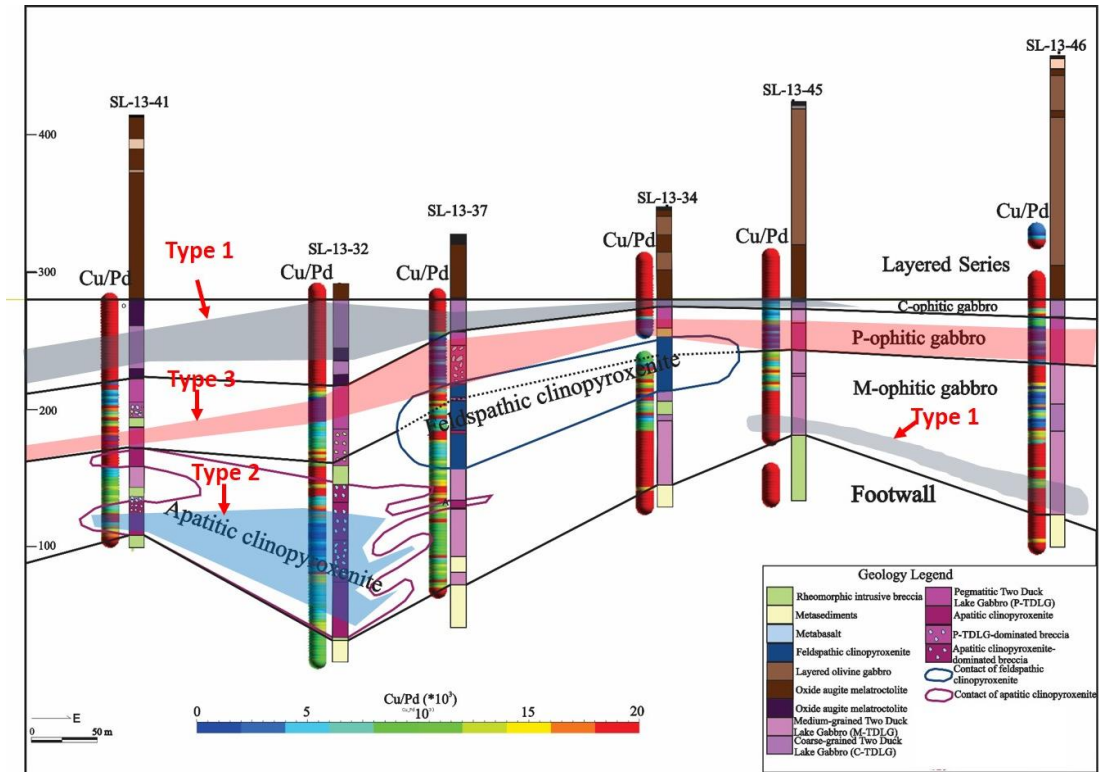 SL-13-46
SL-13-45
SL-13-41
SL-13-34
SL-13-37
SL-13-32
400
300
200
100
Cu/Pd
Cu/Pd
Cu/Pd
Cu/Pd
Cu/Pd
Cu/Pd
Type 1
Layered Series
C-ophitic gabbro
P-ophitic gabbro
M-ophitic gabbro
Type 3
Feldspathic clinopyroxenite
Type 1
Type 2
Apatitic clinopyroxenite
Footwall
E
0 50 m
Cu/Pd (*10³)
0 5 10³ 15 20
Geology Legend
Rheomorphic intrusive breccia
Metasediments
Metabasalt
Feldspathic clinopyroxenite
Layered olivine gabbro
Oxide augite melatroctolite
Oxide augite melatroctolite
Medium-grained Two Duck
Lake Gabbro (M-TDLG)
Coarse-grained Two Duck
Lake Gabbro (C-TDLG)
Pegmatitic Two Duck
Lake Gabbro (P-TDLG)
Apatitic clinopyroxenite
P-TDLG-dominated breccia
Apatitic clinopyroxenite-
dominated breccia
Contact of feldspathic
clinopyroxenite
Contact of apatitic clinopyroxenite